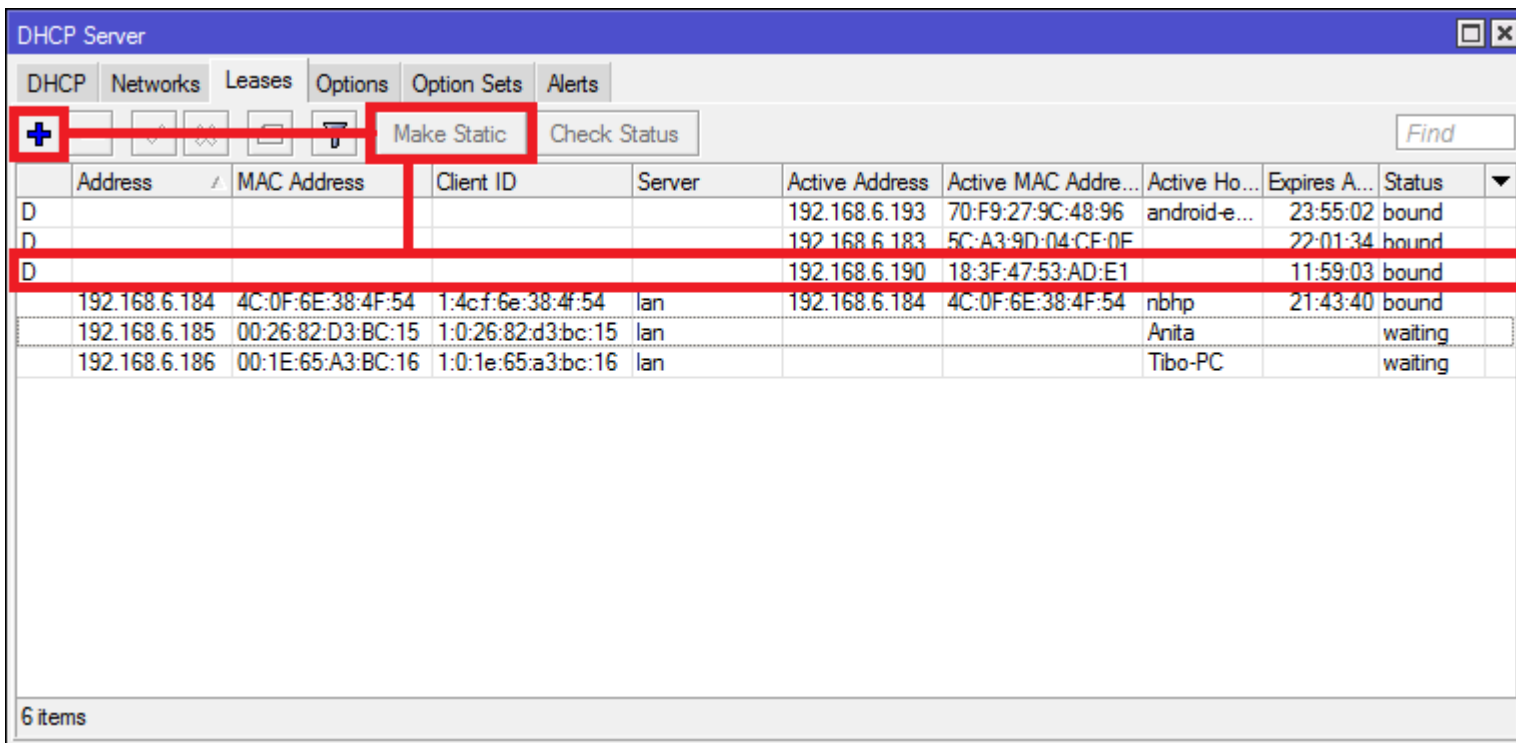 DHCP Server
DHCP Networks Leases Options Option Sets Alerts
Make Static Check Status Find
Address MAC Address Client ID Server Active Address Active MAC Addre... Active Ho... Expires A... Status
D 192.168.6.193 70:F9:27:9C:48:96 android-e... 23:55:02 bound
D 192.168.6.183 5C:A3:9D:04:CF:0F 22:01:34 bound
D 192.168.6.190 18:3F:47:53:AD:E1 11:59:03 bound
192.168.6.184 4C:0F:6E:38:4F:54 1:4c:f:6e:38:4f:54 lan 192.168.6.184 4C:0F:6E:38:4F:54 nbhp 21:43:40 bound
192.168.6.185 00:26:82:D3:BC:15 1:0:26:82:d3:bc:15 lan Anita waiting
192.168.6.186 00:1E:65:A3:BC:16 1:0:1e:65:a3:bc:16 lan Tibo-PC waiting
6 items